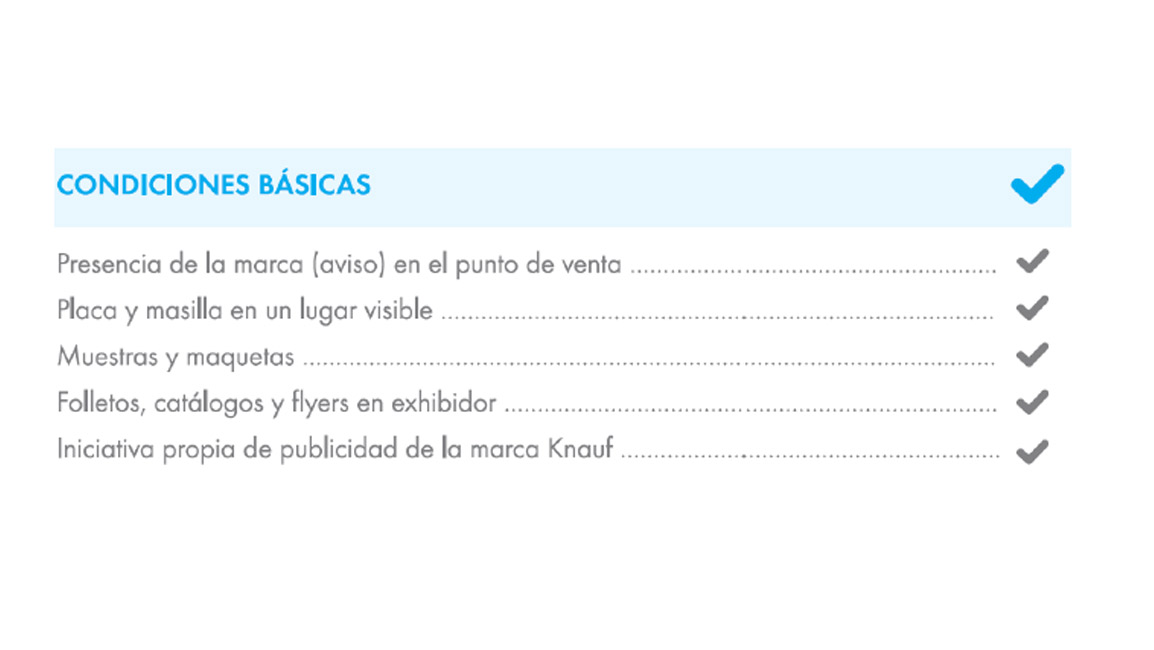 CONDICIONES BÁSICAS
Presencia de la marca (aviso) en el punto de venta
Placa y masilla en un lugar visible
Muestras y maquetas
Folletos, catálogos y flyers en exhibidor
Iniciativa propia de publicidad de la marca Knauf